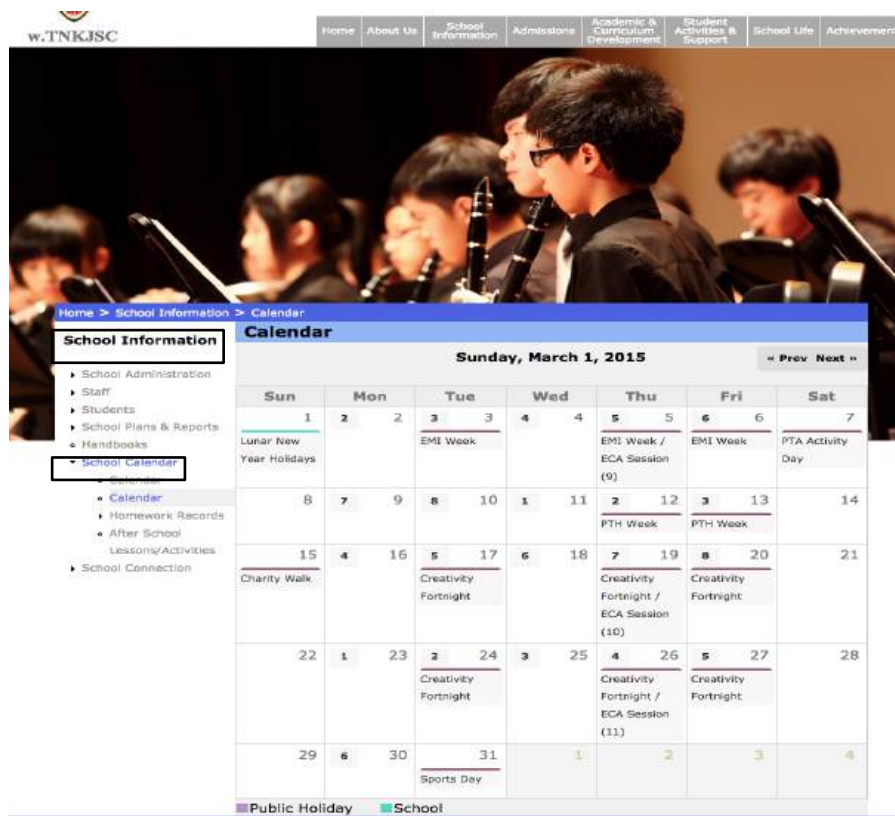 w.TNKJSC
Home About Us School Information Admissions Academic & Curriculum Development Student Activities & Support School Life Achievement
Home > School Information > Calendar
School Information
School Administration
Staff
Students
School Plans & Reports
Handbooks
School Calendar
Calendar
Calendar
Homework Records
After School
Lessons/Activities
School Connection
Calendar
Sunday, March 1, 2015 « Prev Next »
Sun Mon Tue Wed Thu Fri Sat
1 2 2 3 3 4 4 5 5 6 6 7
Lunar New EMI Week EMI Week / EMI Week PTA Activity
Year Holidays ECA Session Day
(9)
8 7 9 8 10 1 11 2 12 3 13 14
PTH Week PTH Week
15 4 16 5 17 6 18 7 19 8 20 21
Charity Walk Creativity Creativity Creativity
Fortnight Fortnight / Fortnight
ECA Session
(10)
22 1 23 2 24 3 25 4 26 5 27 28
Creativity Creativity Creativity
Fortnight Fortnight / Fortnight
ECA Session
(11)
29 6 30 31 1 2 3 4
Sports Day
Public Holiday School